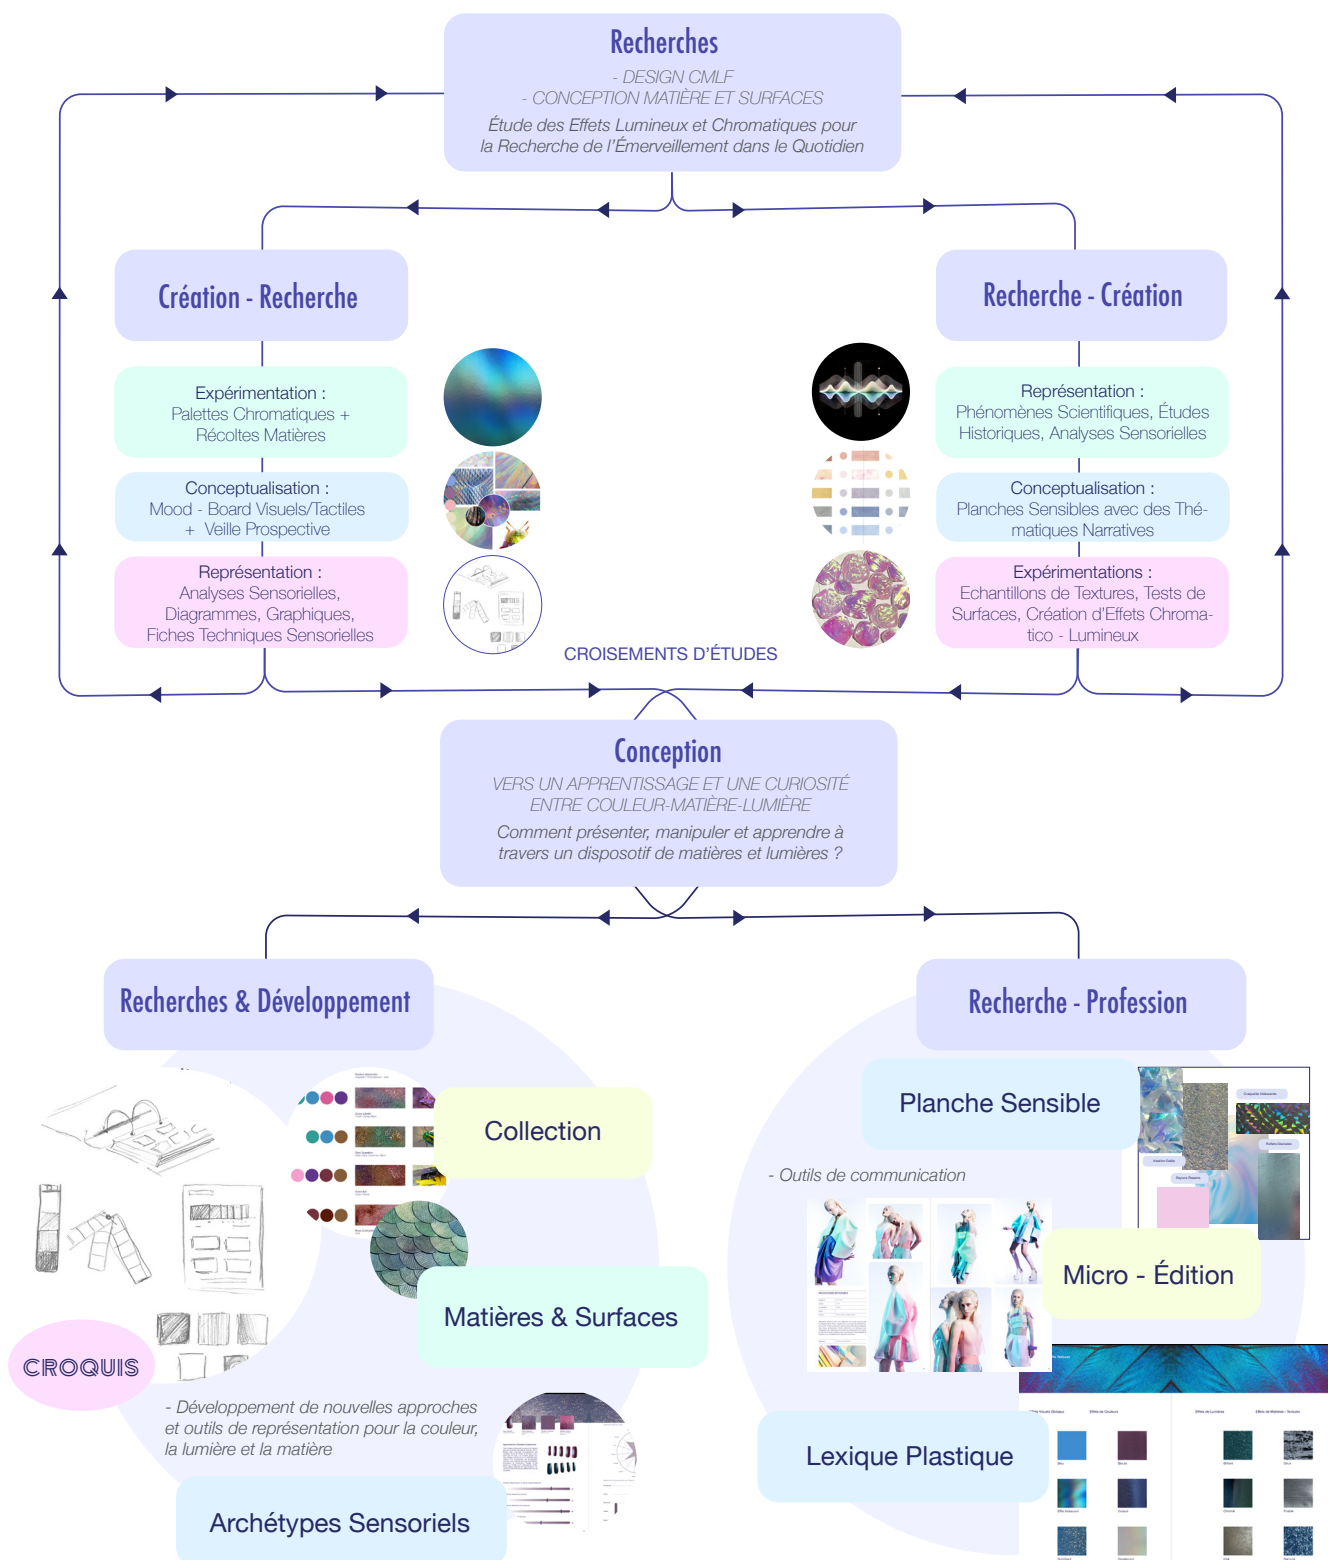 Recherches
- DESIGN CMLF
- CONCEPTION MATIÈRE ET SURFACES
Étude des Effets Lumineux et Chromatiques pour
la Recherche de l'Émerveillement dans le Quotidien
Création - Recherche
Expérimentation :
Palettes Chromatiques +
Récoltes Matières
Conceptualisation :
Mood - Board Visuels/Tactiles
+ Veille Prospective
Représentation :
Analyses Sensorielles,
Diagrammes, Graphiques,
Fiches Techniques Sensorielles
Recherche - Création
Représentation :
Phénomènes Scientifiques, Études
Historiques, Analyses Sensorielles
Conceptualisation :
Planches Sensibles avec des Thé-
matiques Narratives
Expérimentations :
Echantillons de Textures, Tests de
Surfaces, Création d'Effets Chroma-
tico - Lumineux
CROISEMENTS D'ÉTUDES
Conception
VERS UN APPRENTISSAGE ET UNE CURIOSITÉ
ENTRE COULEUR-MATIÈRE-LUMIÈRE
Comment présenter, manipuler et apprendre à
travers un disposotif de matières et lumières ?
Recherches & Développement
Collection
Matières & Surfaces
CROQUIS
- Développement de nouvelles approches
et outils de représentation pour la couleur,
la lumière et la matière
Archétypes Sensoriels
Recherche - Profession
Planche Sensible
- Outils de communication
Micro - Édition
Lexique Plastique